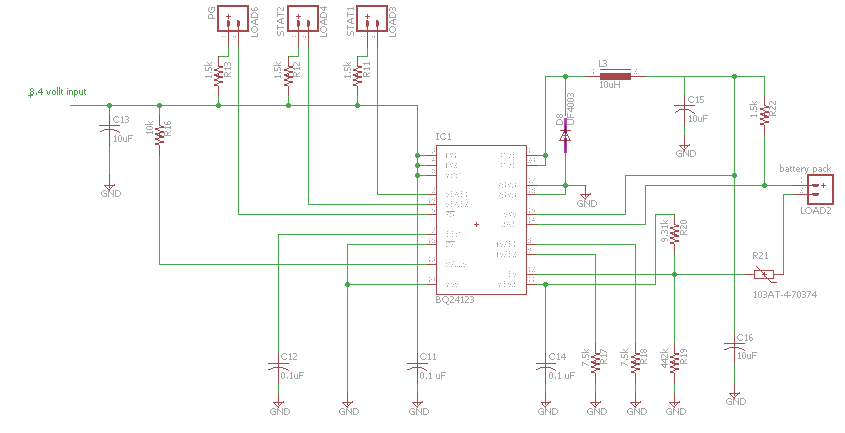 PG
LOAD6
STAT2
LOAD4
STAT1
LOAD3
1.5k
R13
1.5k
R12
1.5k
R11
L3
10uH
8.4 vollt input
C13
10uF
10k
R16
IC1
D8
UF4003
C15
10uF
1.5k
R22
GND
GND
GND
battery pack
LOAD2
9.31k
R20
R21
103AT-4-70374
BQ24123
C12
0.1uF
C11
0.1 uF
C14
0.1 uF
7.5k
R17
7.5k
R18
442k
R19
C16
10uF
GND
GND
GND
GND
GND
GND
GND
GND